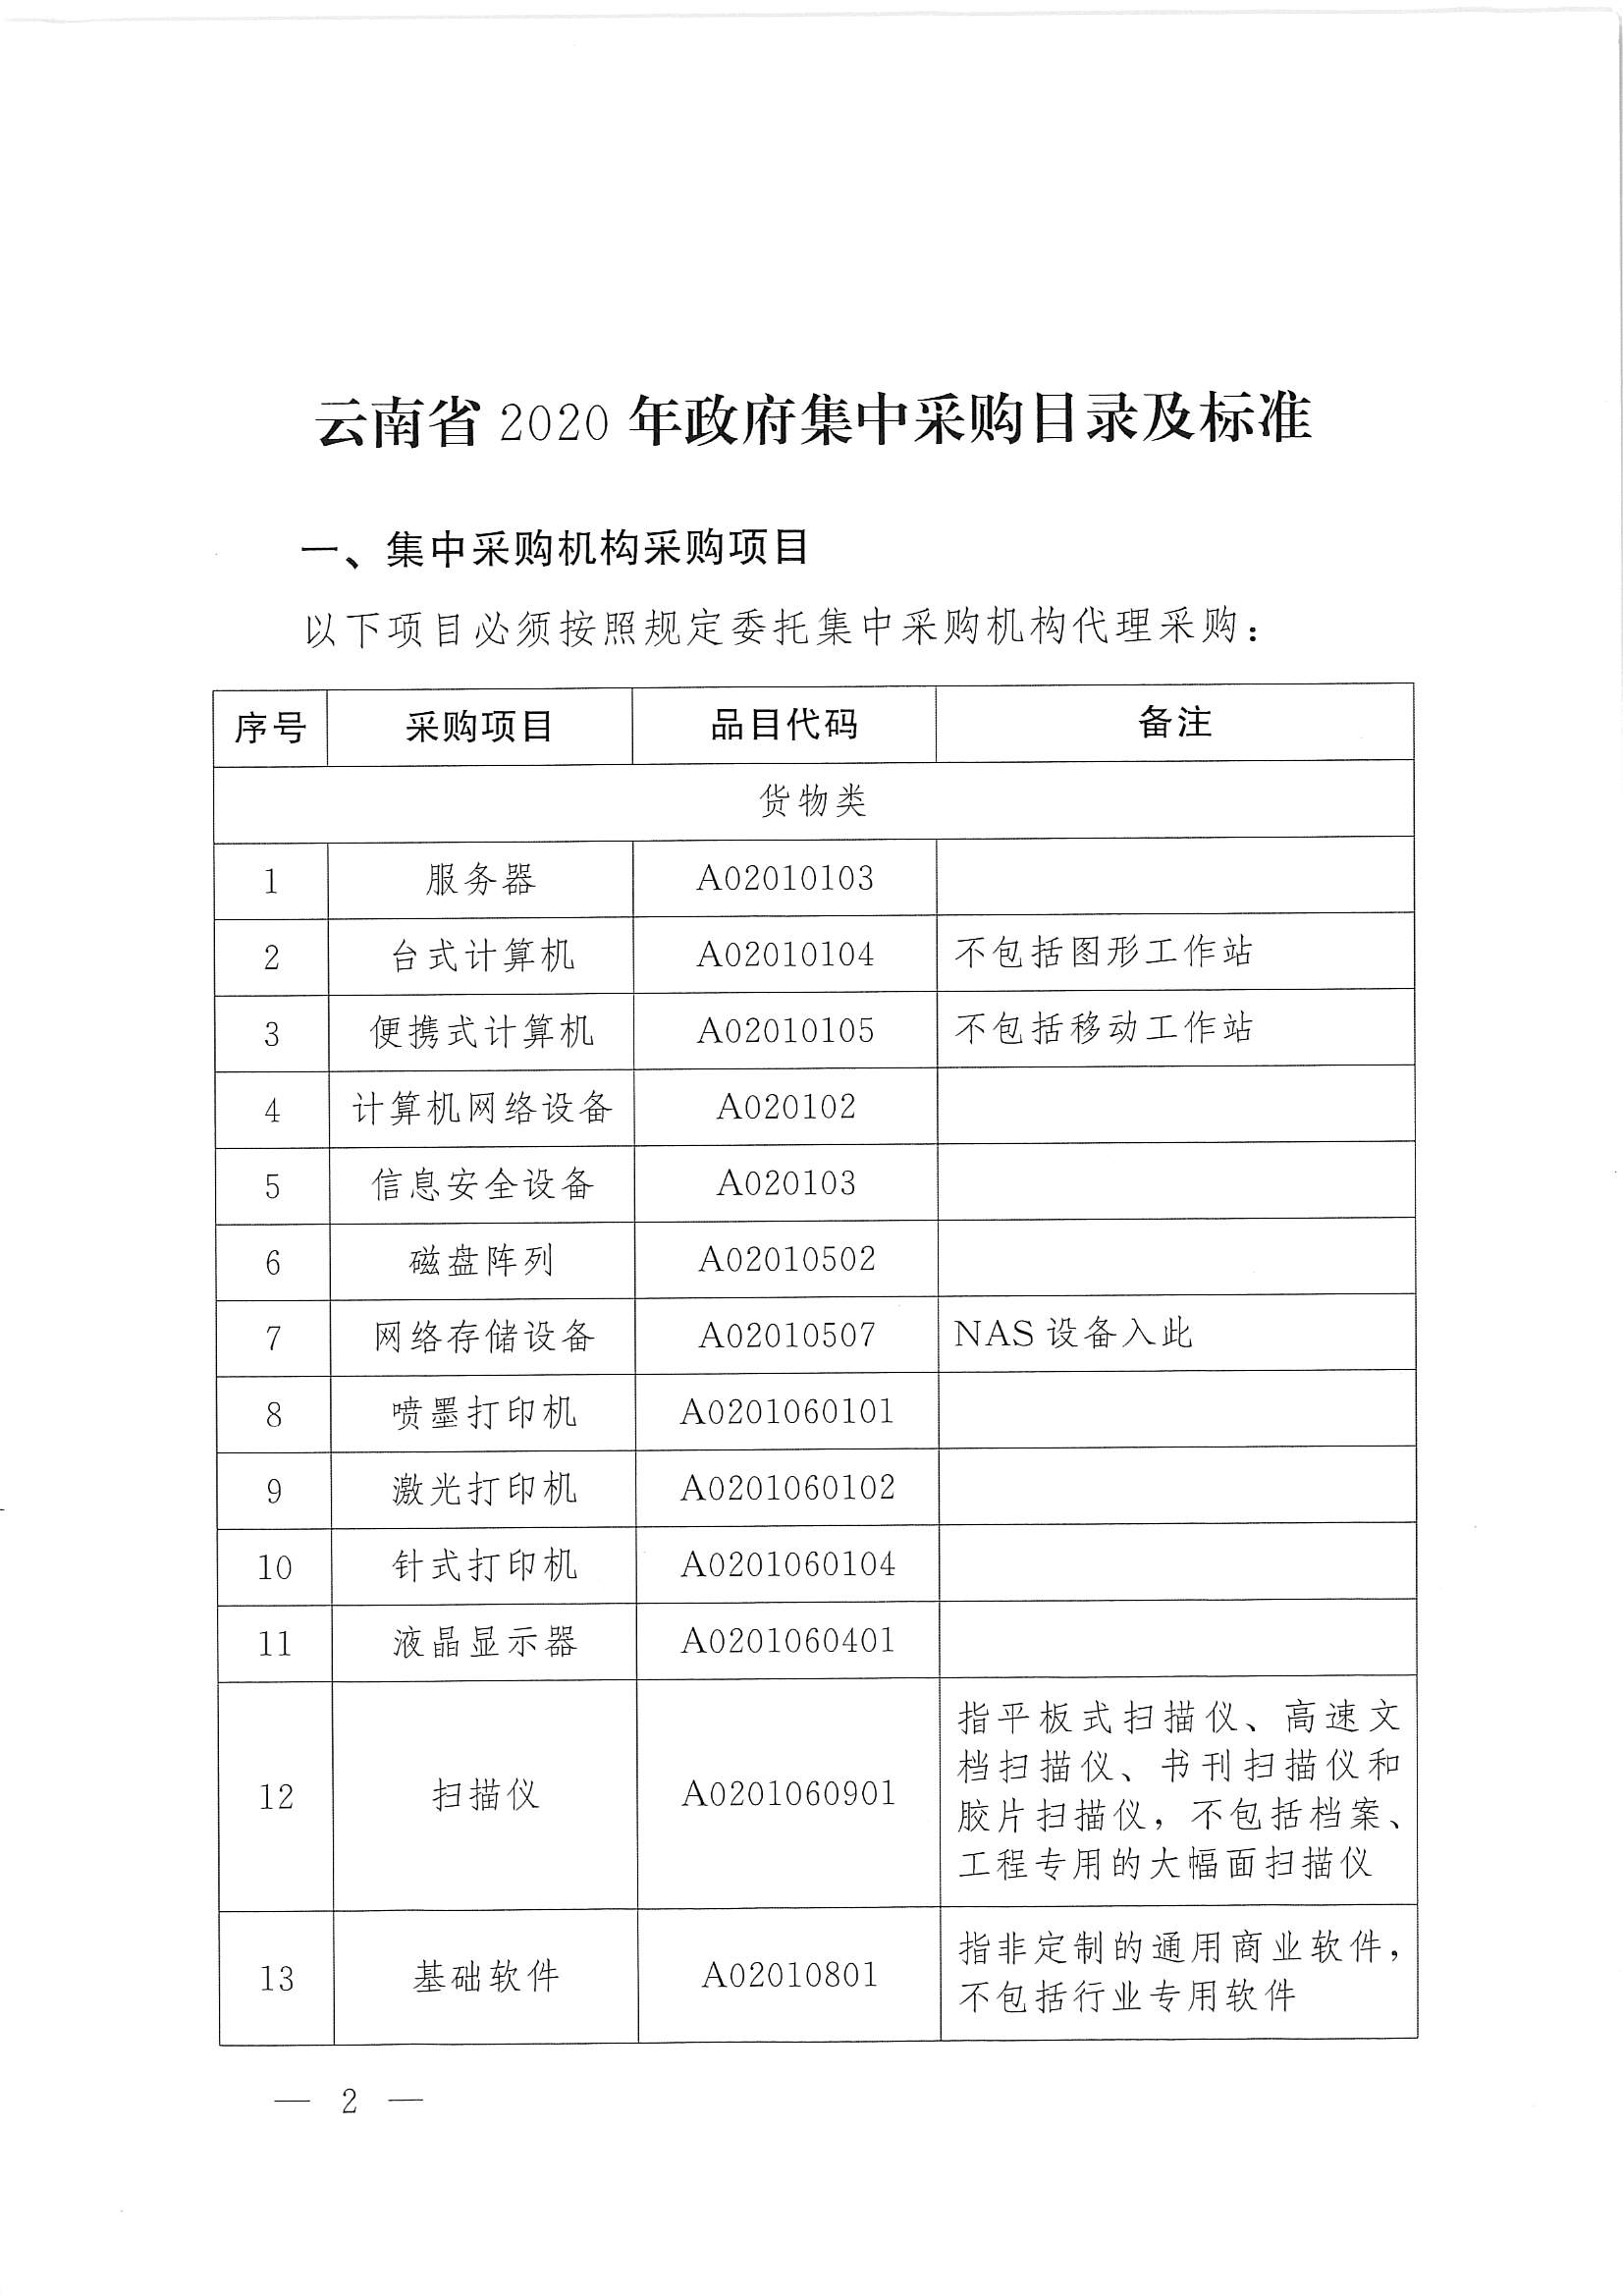 云南省 2020 年政府集中采购目录及标准
一、集中采购机构采购项目
以下项目必须按照规定委托集中采购机构代理采购：
序号 采购项目 品目代码 备注
货物类
1 服务器 A02010103
2 台式计算机 A02010104 不包括图形工作站
3 便携式计算机 A02010105 不包括移动工作站
4 计算机网络设备 A020102
5 信息安全设备 A020103
6 磁盘阵列 A02010502
7 网络存储设备 A02010507 NAS 设备入此
8 喷墨打印机 A0201060101
9 激光打印机 A0201060102
10 针式打印机 A0201060104
11 液晶显示器 A0201060401
12 扫描仪 A0201060901 指平板式扫描仪、高速文
档扫描仪、书刊扫描仪和
胶片扫描仪，不包括档案、
工程专用的大幅面扫描仪
13 基础软件 A02010801 指非定制的通用商业软件，
不包括行业专用软件
— 2 —